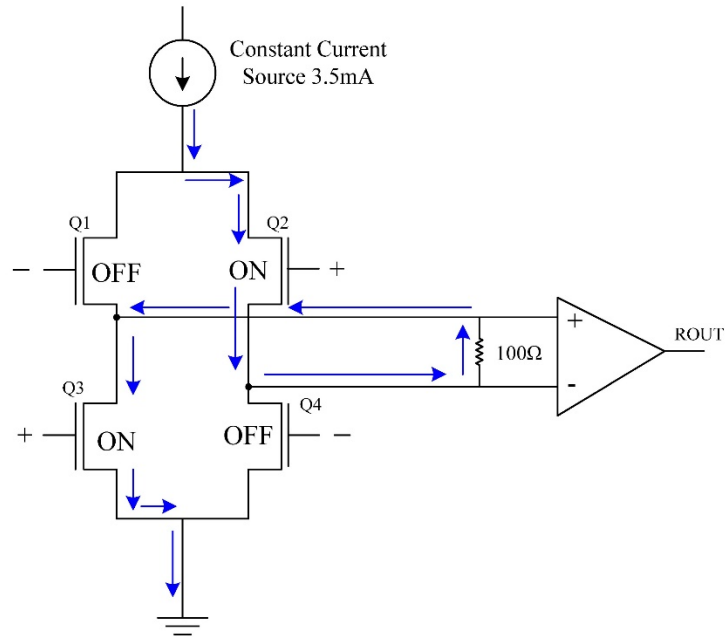 Constant Current
Source 3.5mA
Q1
Q2
− OFF
ON +
+
100Ω
ROUT
-
Q3
Q4
+ ON
OFF −